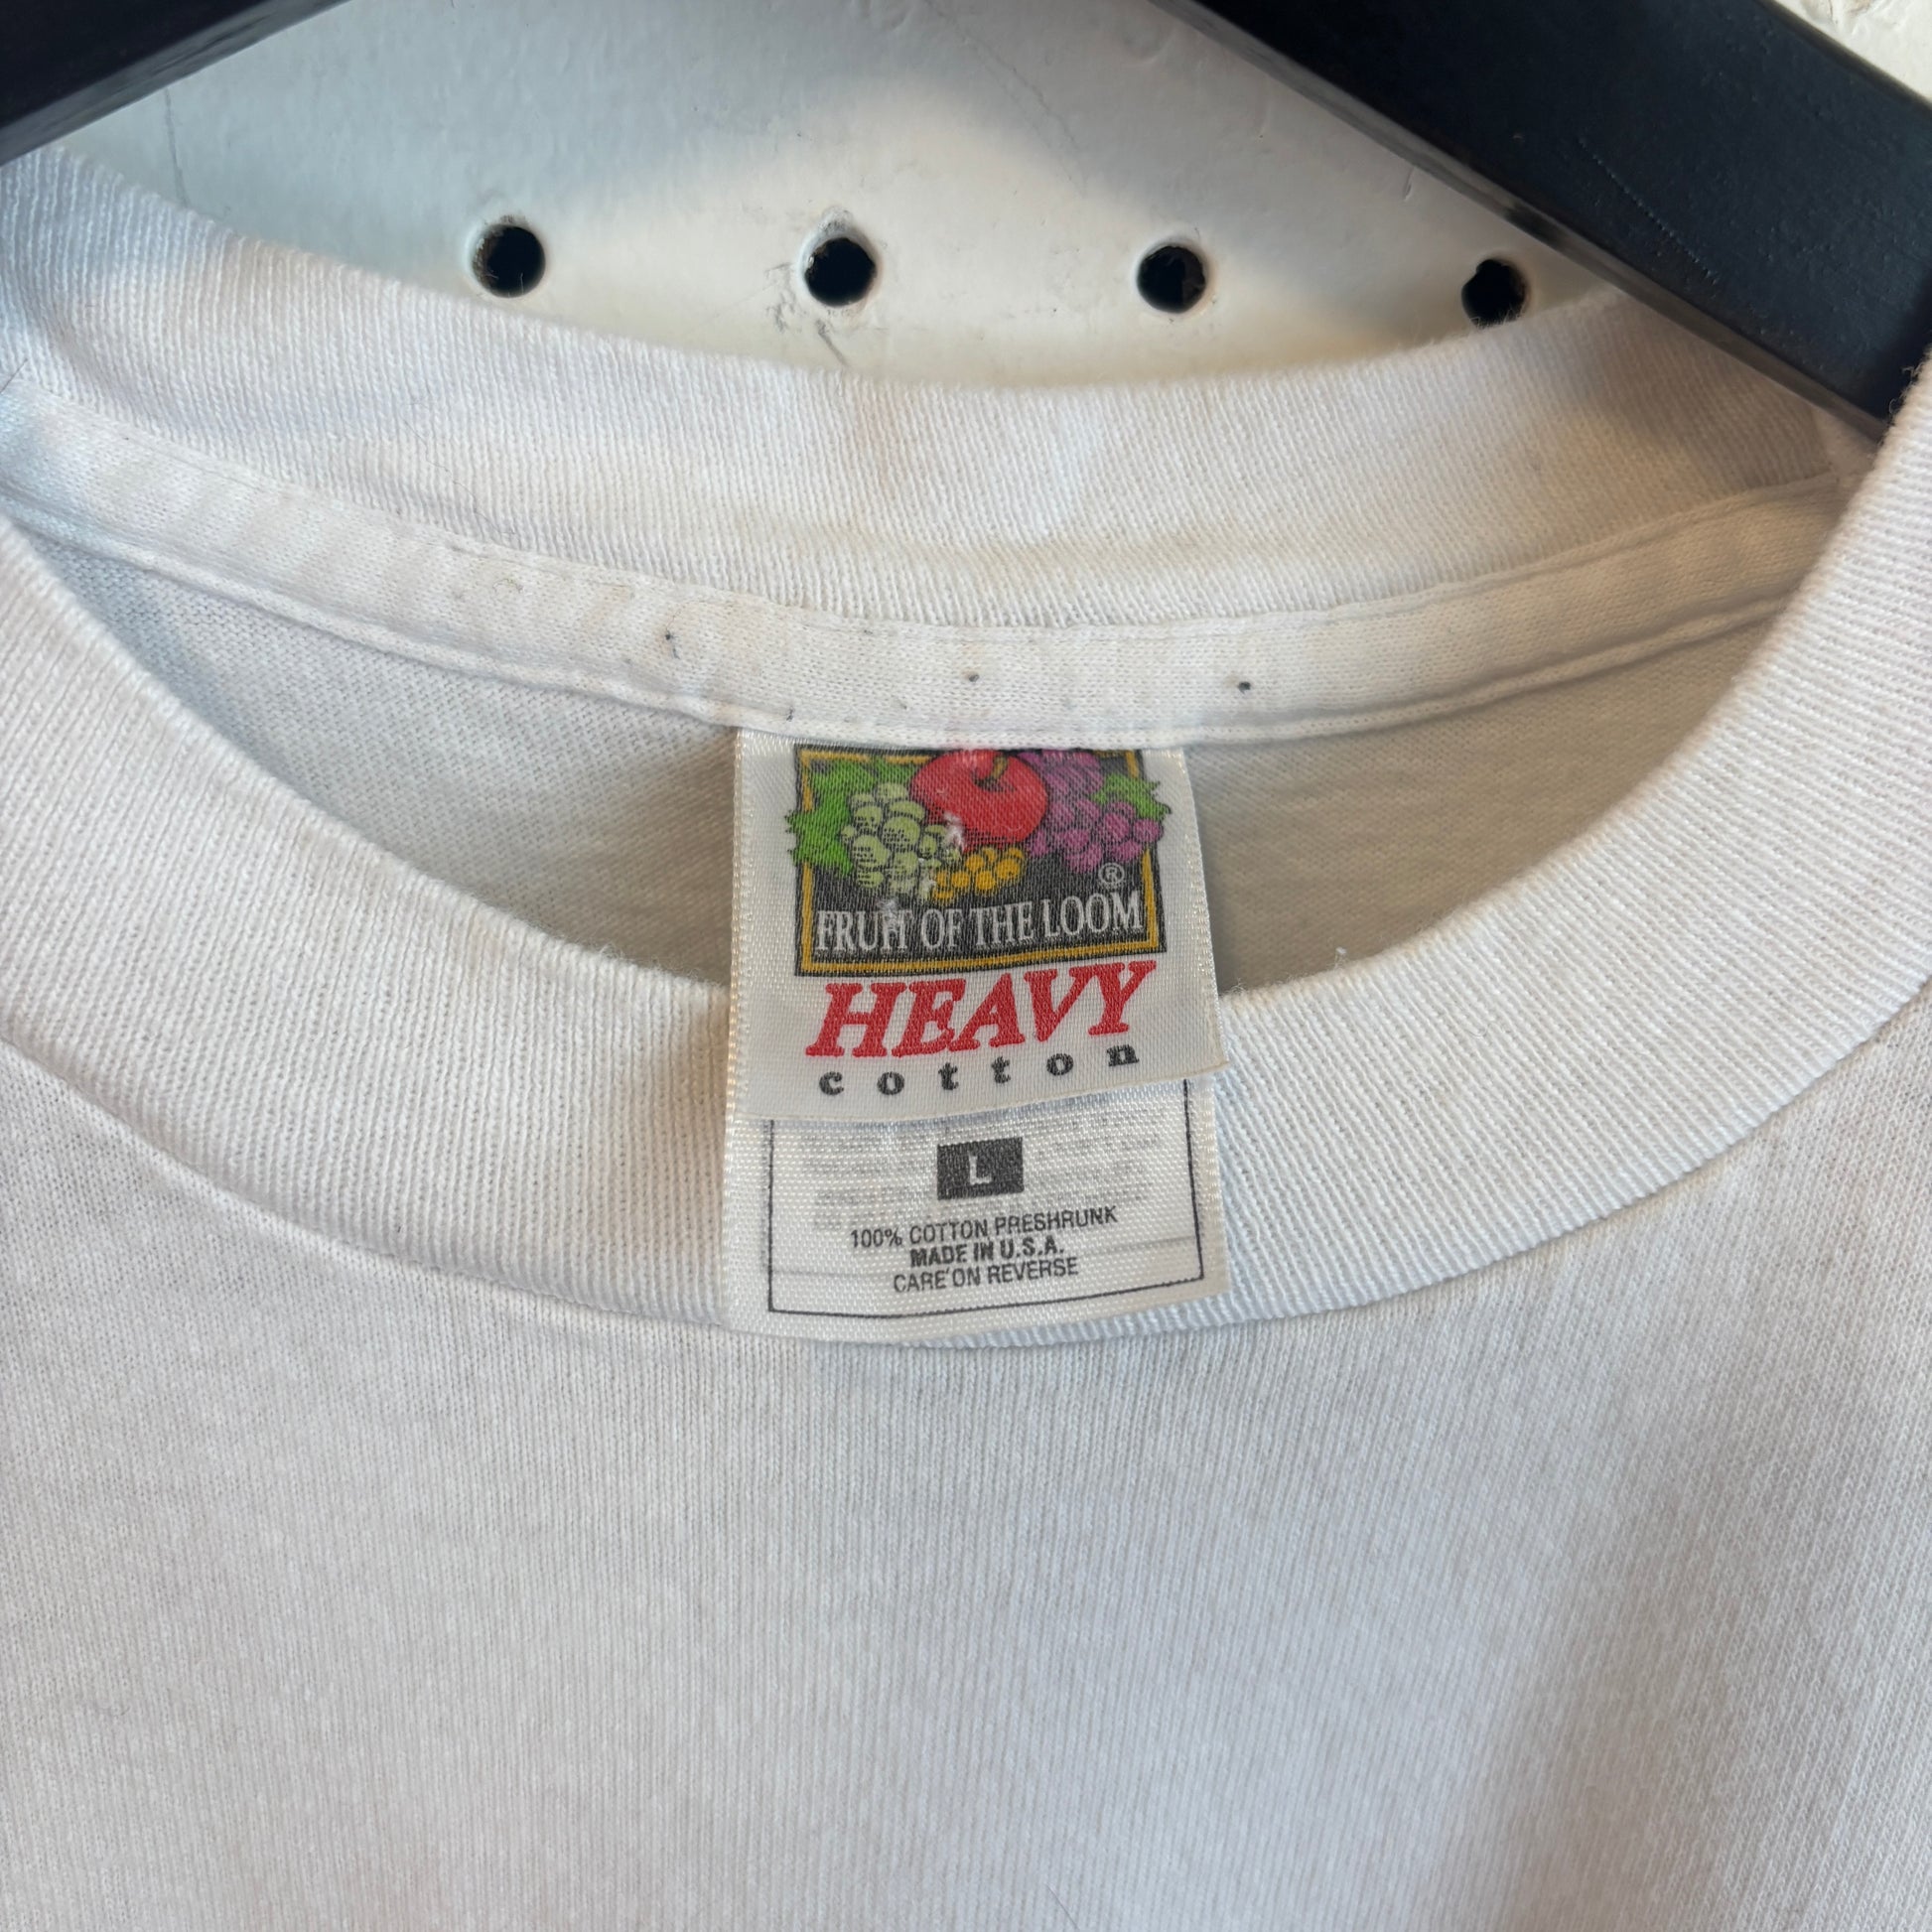 ®
FRUIT OF THE LOOM
HEAVY
cotton
L
100% COTTON PRESHRUNK
MADE IN U.S.A.
CARE ON REVERSE